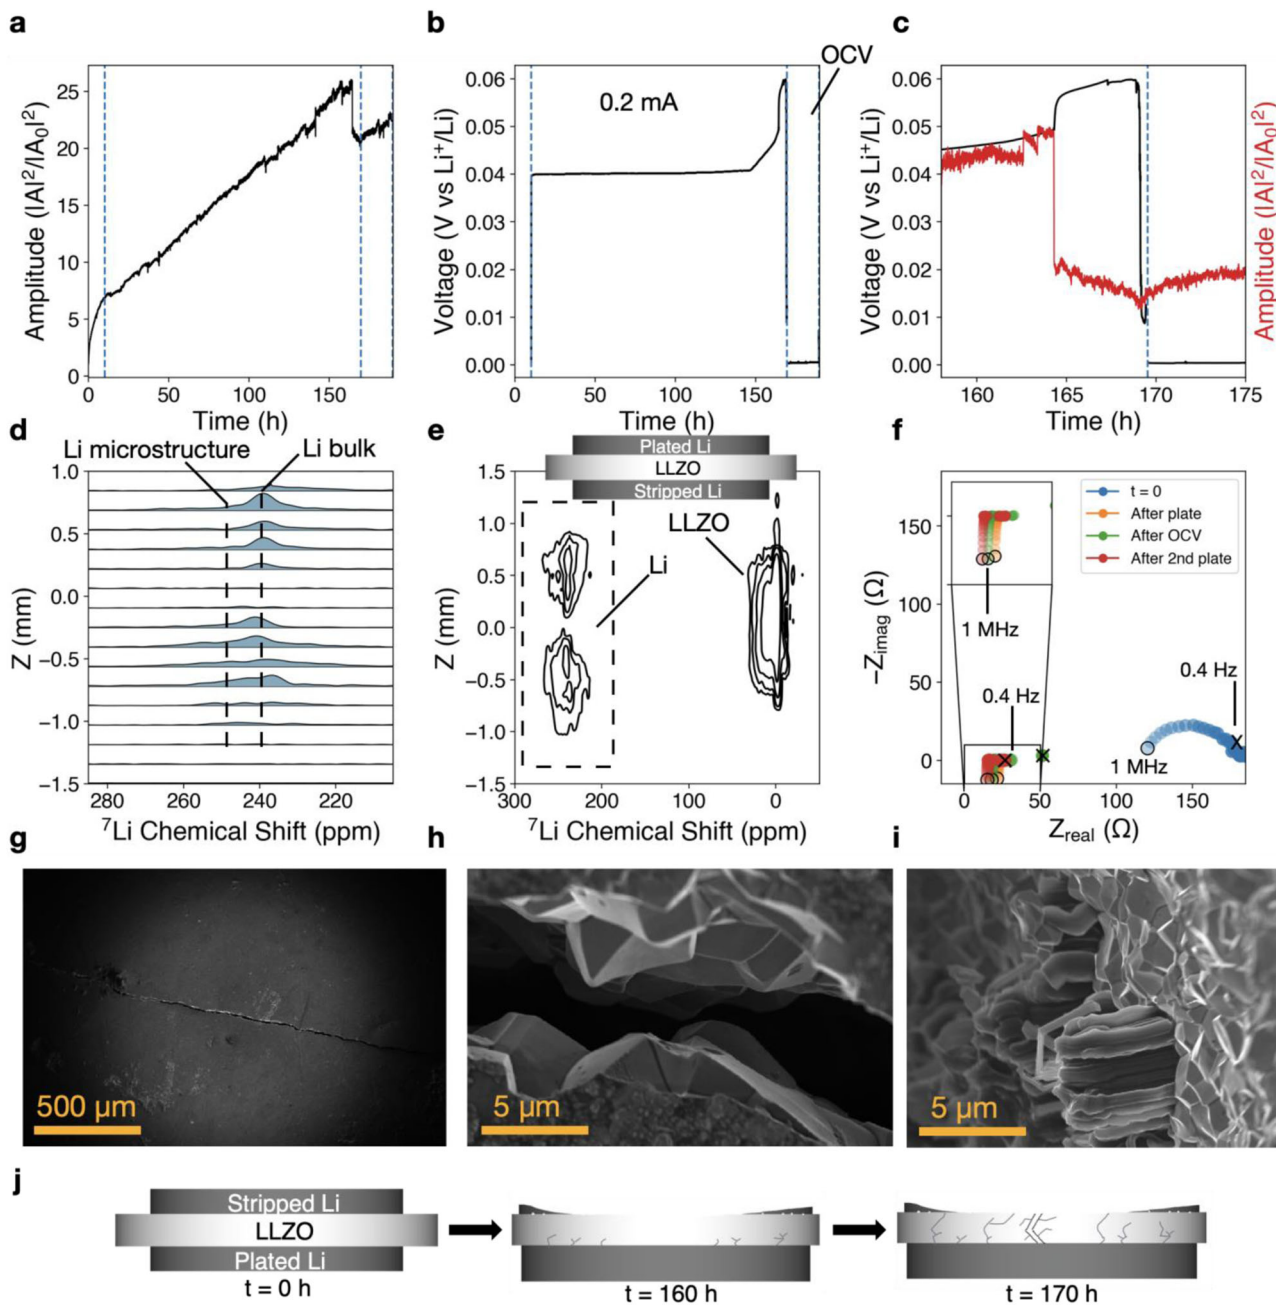 a
b
c
25
20
15
10
5
0
Amplitude (|A|²/|A₀|²)
0
50
100
150
Time (h)
0.06
0.05
0.04
0.03
0.02
0.01
0.00
Voltage (V vs Li⁺/Li)
0.2 mA
OCV
0
50
100
150
Time (h)
0.06
0.05
0.04
0.03
0.02
0.01
0.00
Voltage (V vs Li⁺/Li)
Amplitude (|A|²/|A₀|²)
160
165
170
175
Time (h)
d
e
f
Li microstructure
Li bulk
1.0
0.5
0.0
−0.5
−1.0
−1.5
Z (mm)
280
260
240
220
⁷Li Chemical Shift (ppm)
Plated Li
LLZO
Stripped Li
1.5
1.0
0.5
0.0
−0.5
−1.0
−1.5
Z (mm)
LLZO
Li
300
200
100
0
⁷Li Chemical Shift (ppm)
t = 0
After plate
After OCV
After 2nd plate
150
100
50
0
−Zimag (Ω)
1 MHz
0.4 Hz
0.4 Hz
1 MHz
0
50
100
150
Zreal (Ω)
g
h
i
500 µm
5 µm
5 µm
j
Stripped Li
LLZO
Plated Li
t = 0 h
t = 160 h
t = 170 h